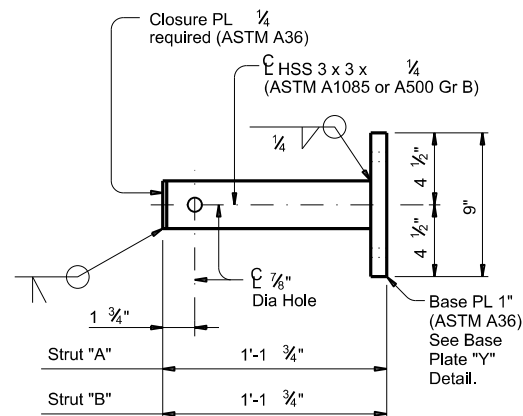 Closure PL 1/4
required (ASTM A36)
CL HSS 3 x 3 x 1/4
(ASTM A1085 or A500 Gr B)
1/4
4 1/2"
4 1/2"
9"
CL 7/8"
Dia Hole
1 3/4"
Base PL 1"
(ASTM A36)
See Base
Plate "Y"
Detail.
Strut "A" 1'-1 3/4"
Strut "B" 1'-1 3/4"